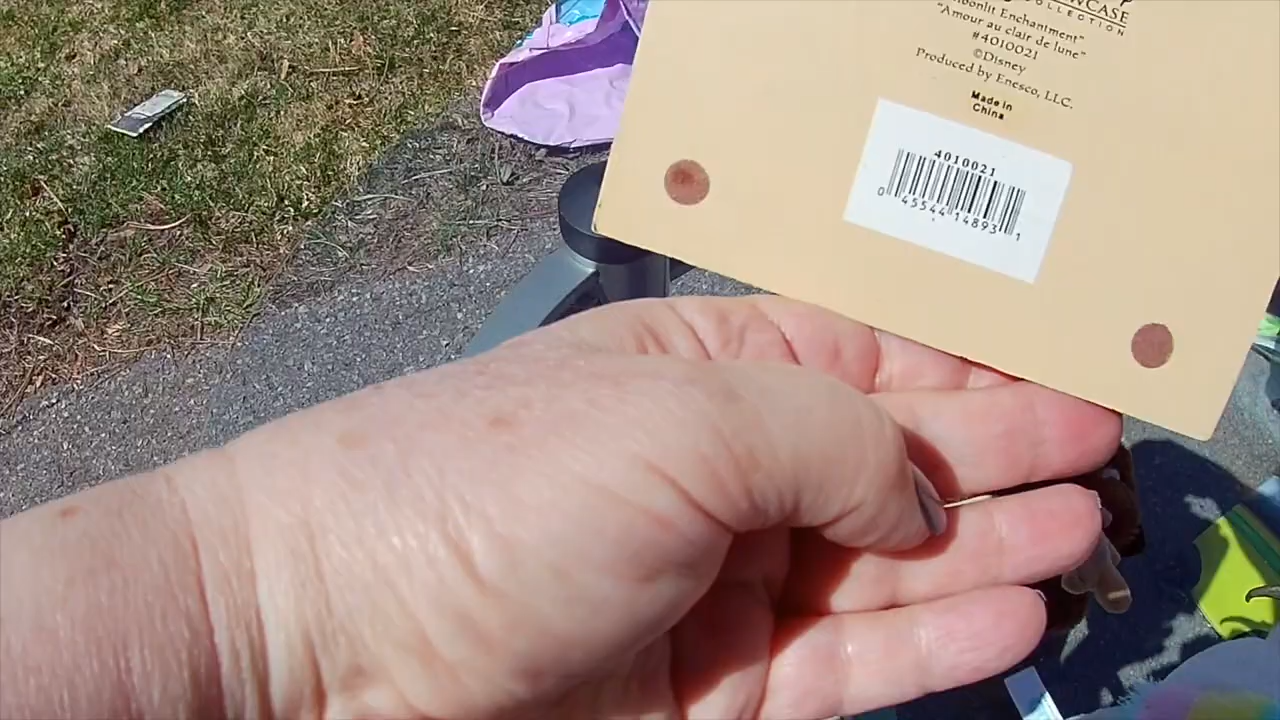 COLLECTION
"Amour au clair de lune"
#4010021
©Disney
Produced by Enesco, LLC.
Made in
China
4010021
0 45544 14893 1